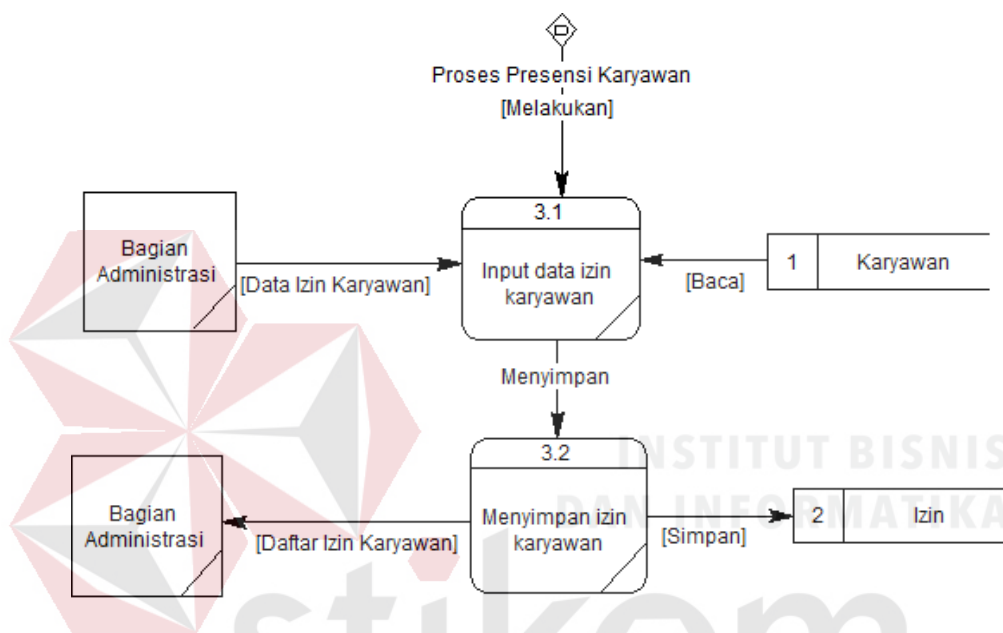 D
Proses Presensi Karyawan
[Melakukan]
3.1
Bagian
Administrasi
[Data Izin Karyawan]
Input data izin
karyawan
[Baca]
1
Karyawan
Menyimpan
3.2
INSTITUT BISNIS
DAN INFORMATIKA
Bagian
Administrasi
[Daftar Izin Karyawan]
Menyimpan izin
karyawan
[Simpan]
2
Izin
stikom